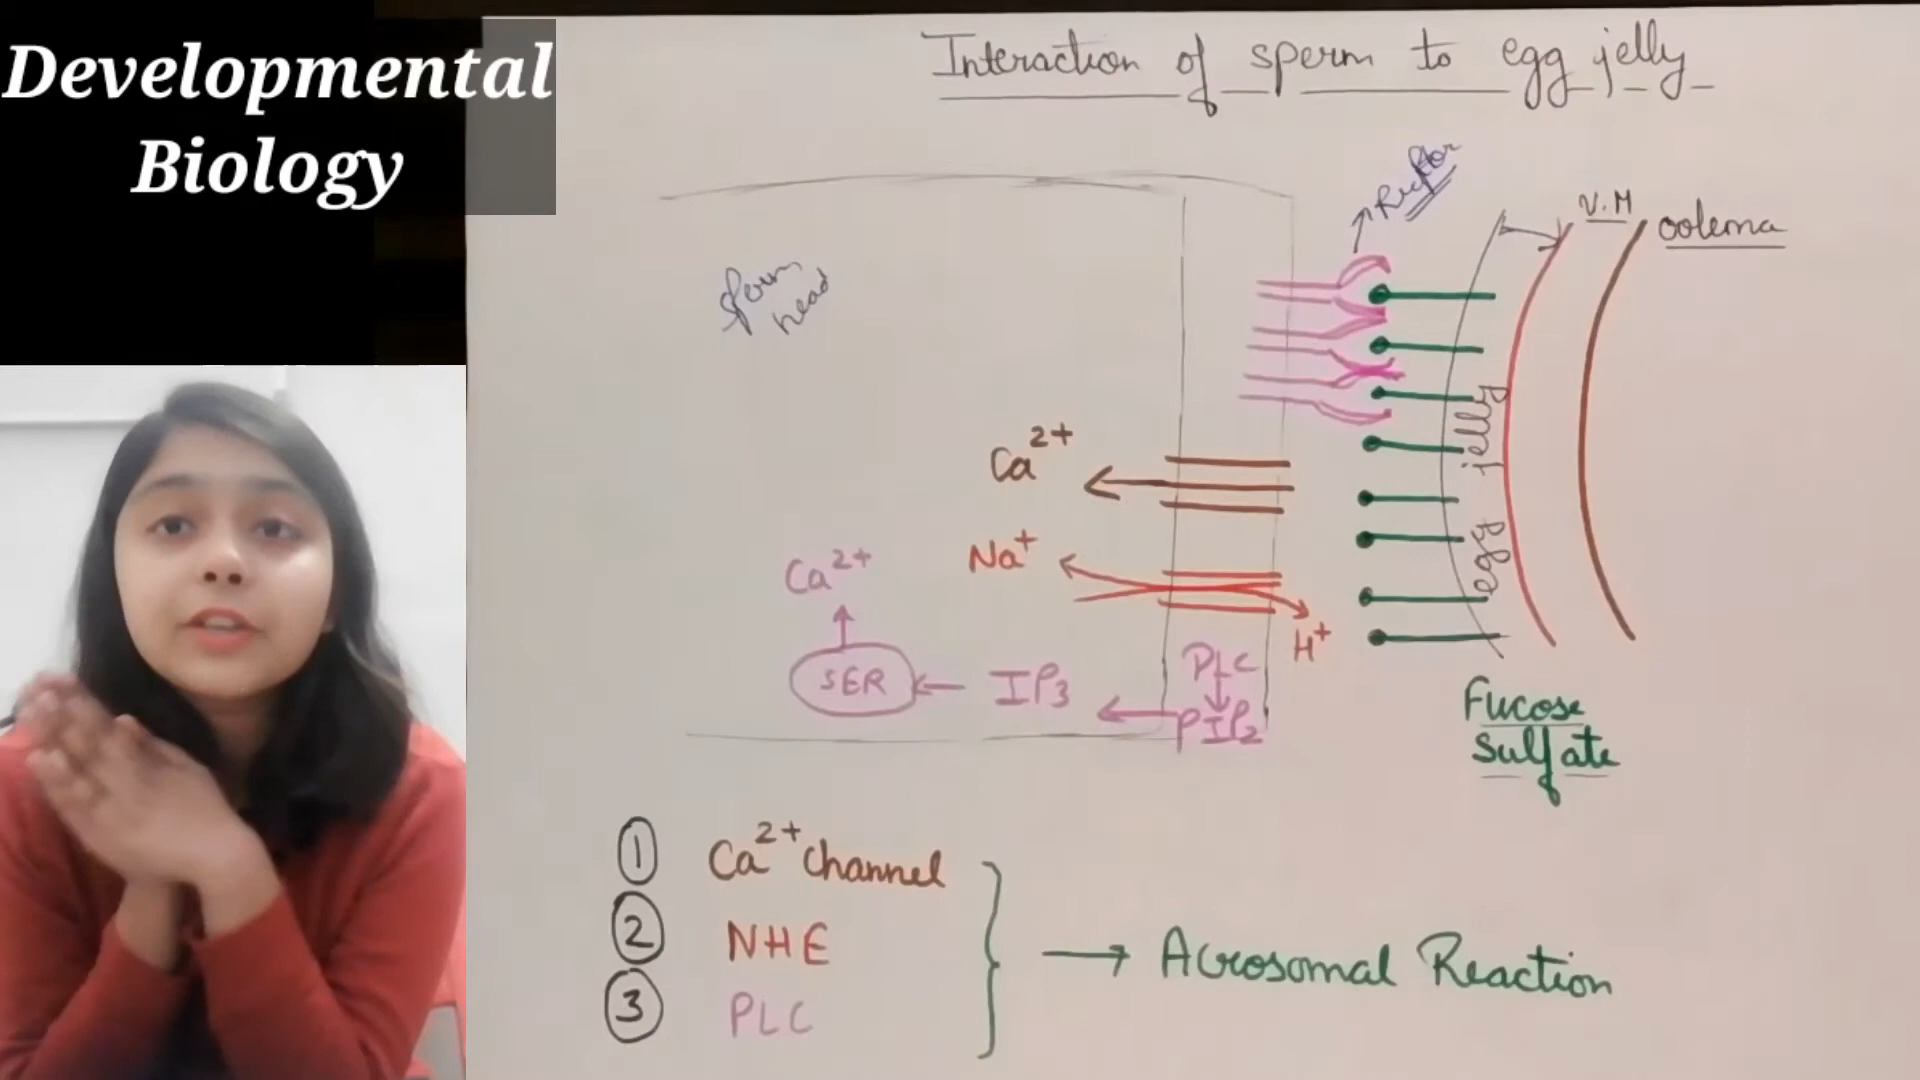 Developmental
Biology
Interaction of sperm to egg jelly
Receptor
V.M
oolema
sperm
head
Ca2+
Na+
H+
Ca2+
SER
IP3
PLC
PIP2
egg jelly
Fucose
Sulfate
1 Ca2+ channel
2 NHE
3 PLC
Acrosomal Reaction